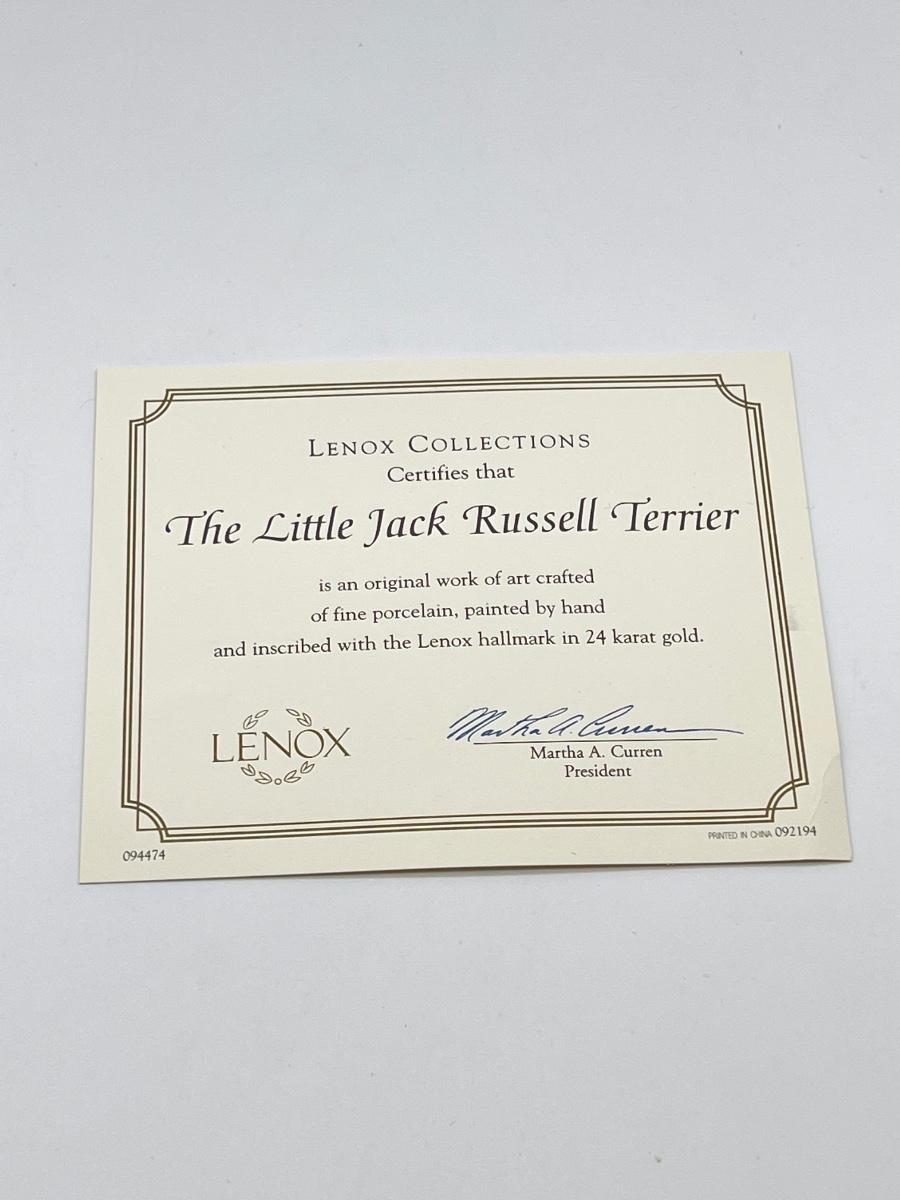 LENOX COLLECTIONS
Certifies that
The Little Jack Russell Terrier
is an original work of art crafted
of fine porcelain, painted by hand
and inscribed with the Lenox hallmark in 24 karat gold.
LENOX
Martha A. Curren
Martha A. Curren
President
094474
PRINTED IN CHINA 092194